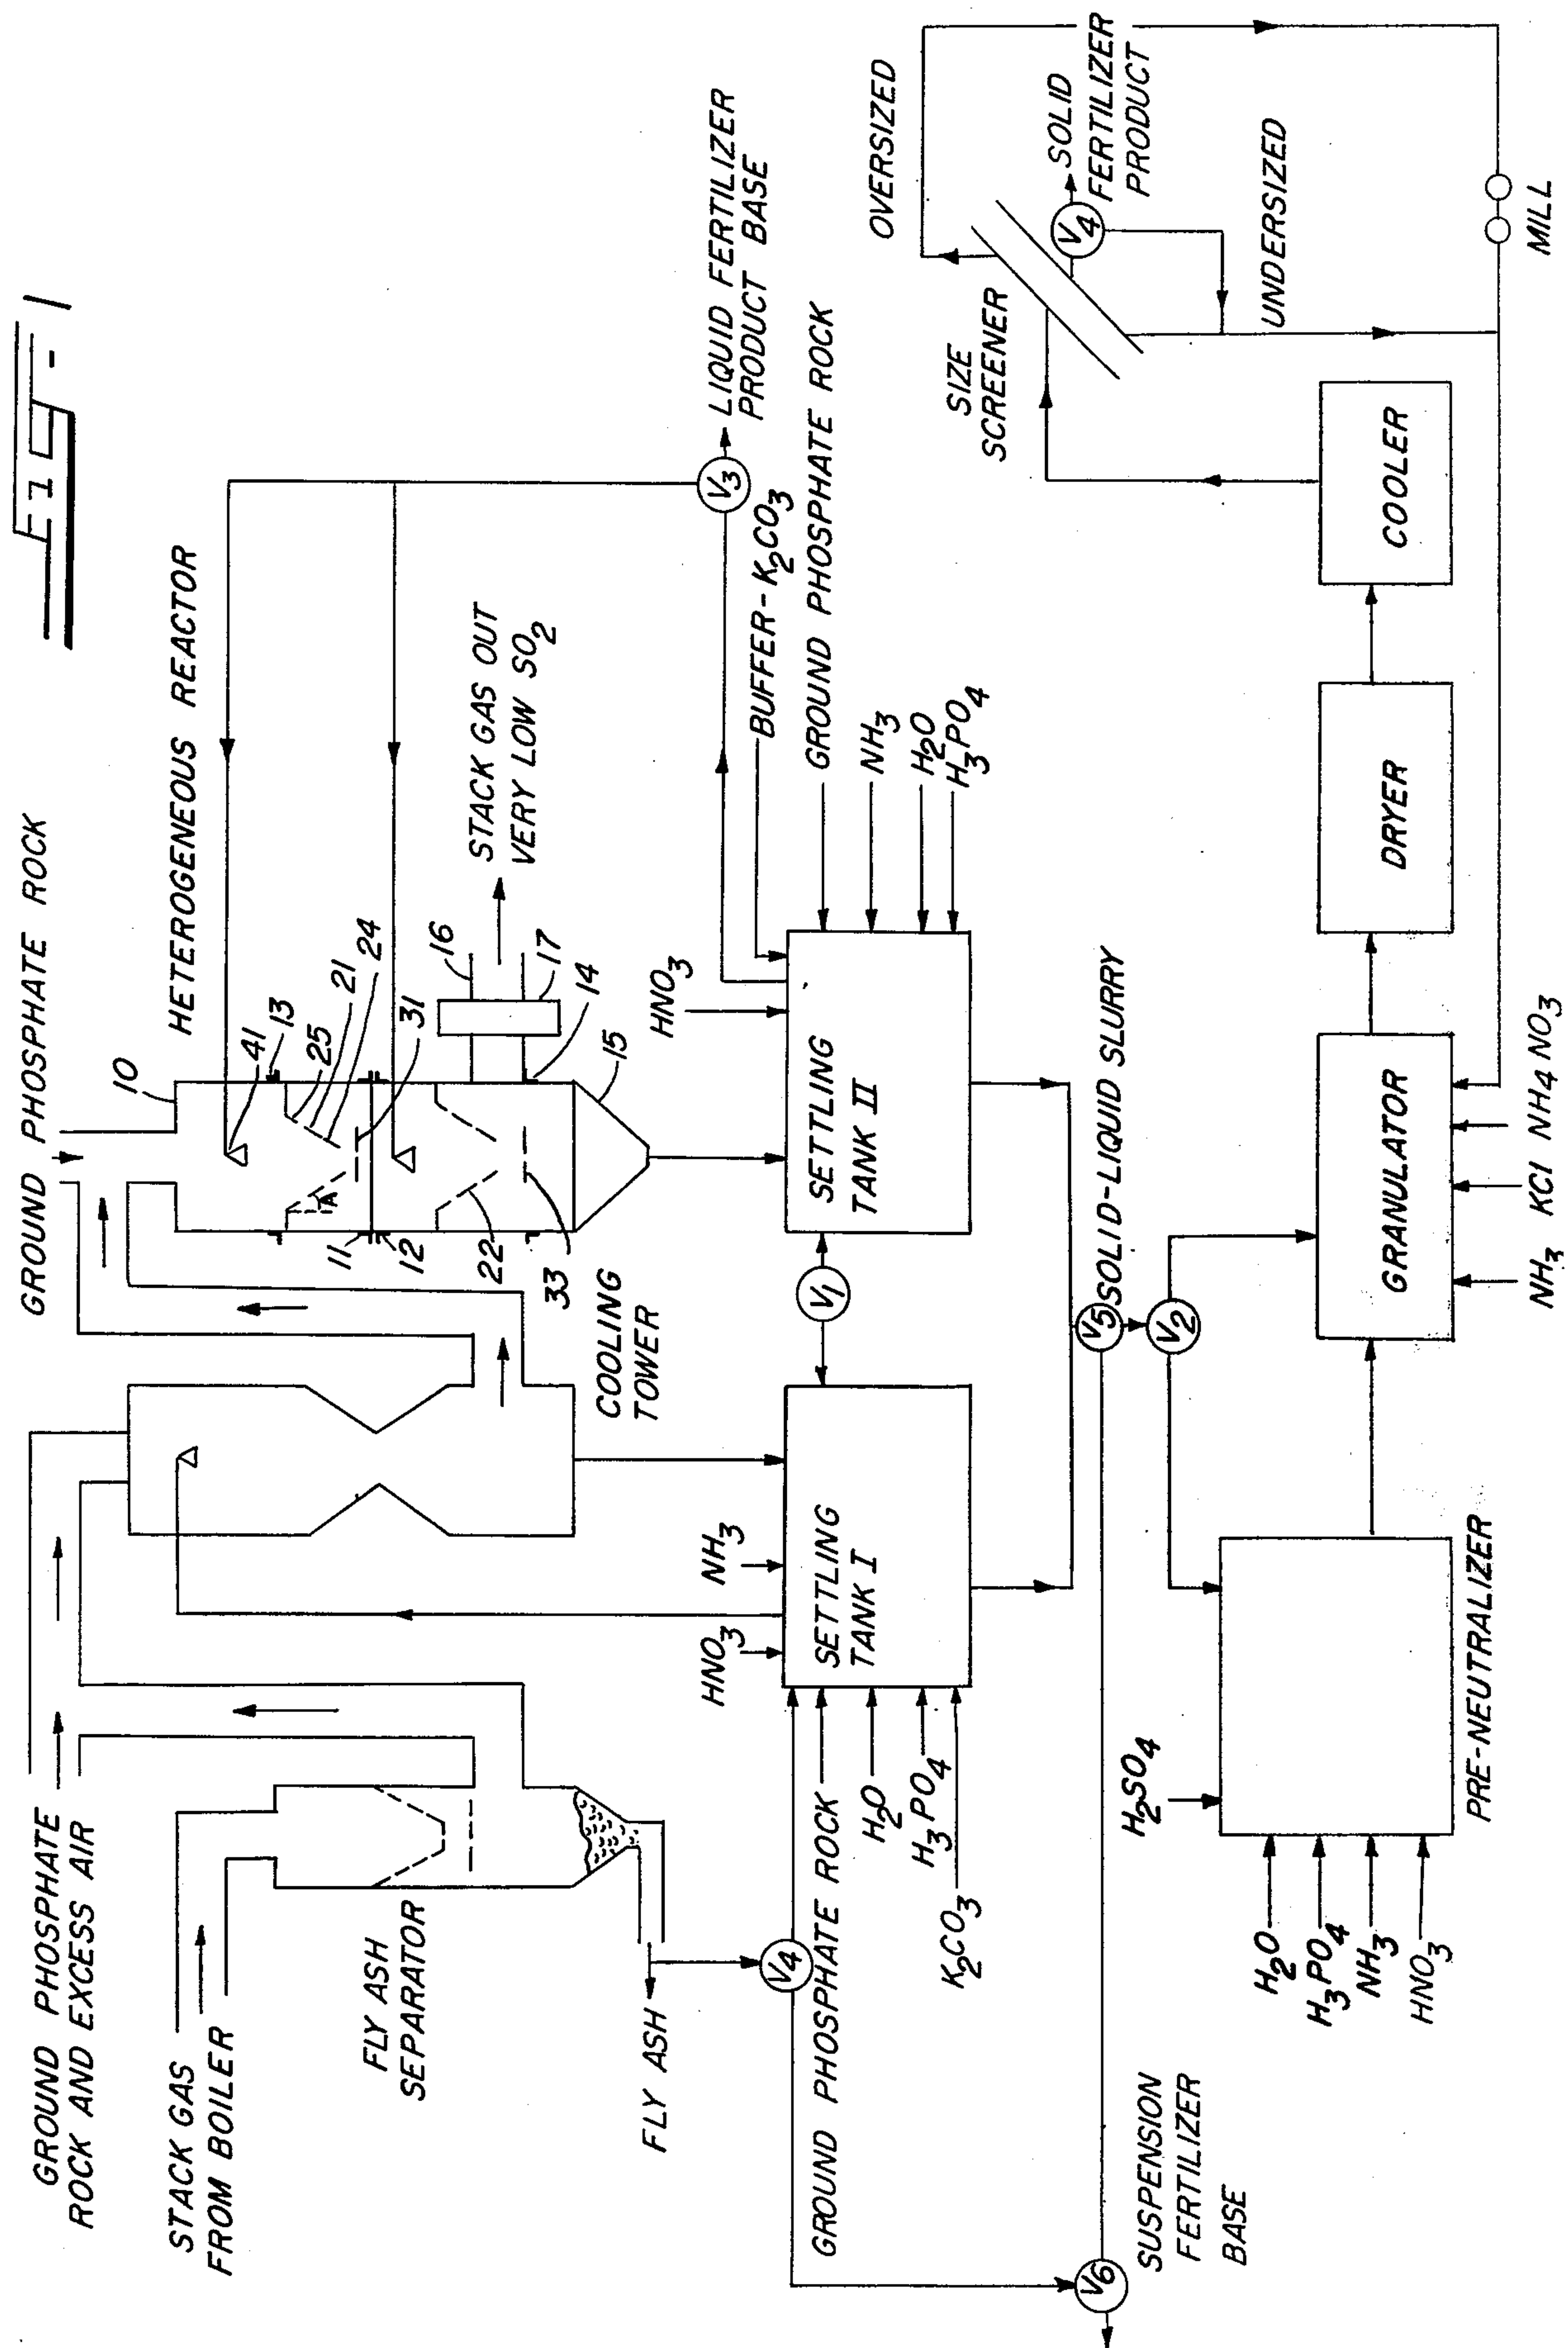 FIG-1
GROUND PHOSPHATE
ROCK AND EXCESS AIR
STACK GAS
FROM BOILER
FLY ASH
SEPARATOR
FLY ASH
V4
COOLING
TOWER
GROUND PHOSPHATE ROCK
HETEROGENEOUS REACTOR
10
41
13
25
21
24
31
A
11
12
22
33
16
17
14
15
STACK GAS OUT
VERY LOW SO2
V3
LIQUID FERTILIZER
PRODUCT BASE
BUFFER-K2CO3
GROUND PHOSPHATE ROCK
NH3
H2O
H3PO4
HNO3
SETTLING
TANK II
V1
HNO3
NH3
SETTLING
TANK I
GROUND PHOSPHATE ROCK
H2O
H3PO4
K2CO3
V5
SOLID-LIQUID SLURRY
V2
V6
SUSPENSION
FERTILIZER
BASE
H2SO4
H2O
H3PO4
NH3
HNO3
PRE-NEUTRALIZER
GRANULATOR
NH3
KCl
NH4NO3
DRYER
COOLER
SIZE
SCREENER
OVERSIZED
V4
SOLID
FERTILIZER
PRODUCT
UNDERSIZED
MILL